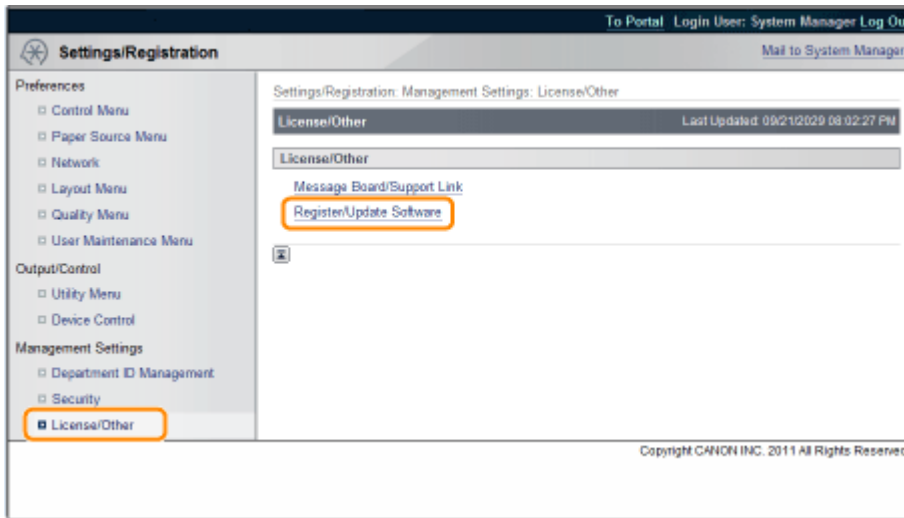 To Portal Login User: System Manager Log Ou
Settings/Registration
Mail to System Manager
Preferences
Control Menu
Paper Source Menu
Network
Layout Menu
Quality Menu
User Maintenance Menu
Output/Control
Utility Menu
Device Control
Management Settings
Department ID Management
Security
License/Other
Settings/Registration: Management Settings: License/Other
License/Other Last Updated: 09/21/2029 08:02:27 PM
License/Other
Message Board/Support Link
Register/Update Software
Copyright CANON INC. 2011 All Rights Reserved